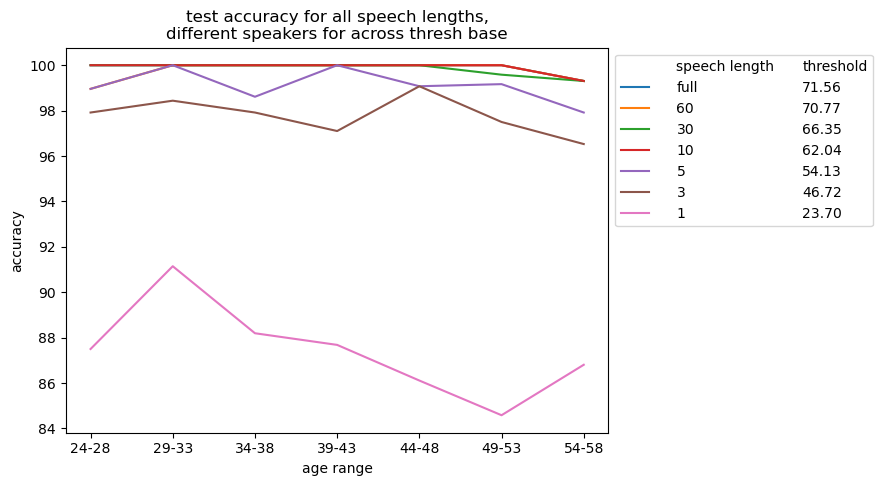 test accuracy for all speech lengths,
different speakers for across thresh base
accuracy
100
98
96
94
92
90
88
86
84
24-28 29-33 34-38 39-43 44-48 49-53 54-58
age range
speech length threshold
full 71.56
60 70.77
30 66.35
10 62.04
5 54.13
3 46.72
1 23.70